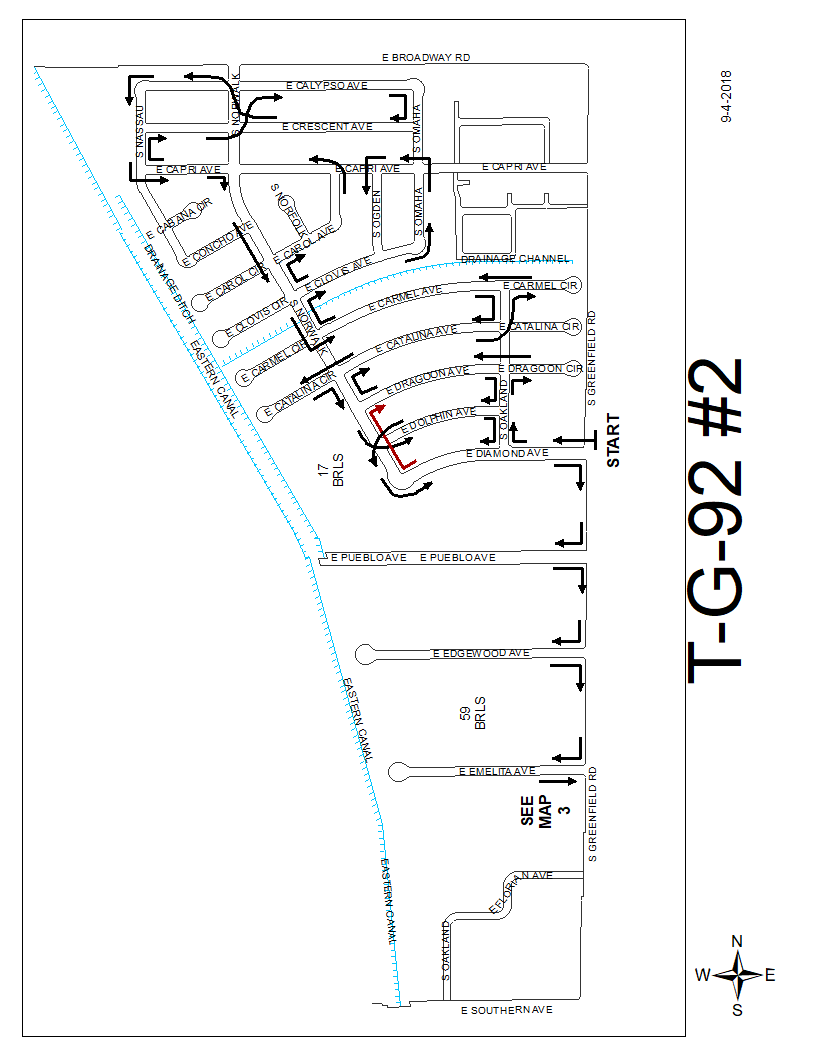 E BROADWAY RD
9-4-2018
S NORWALK
E CALYPSO AVE
S NASSAU
E CRESCENT AVE
S OMAHA
E CAPRI AVE
E CAPRI AVE
E CAPRI AVE
S NORFOLK
S OGDEN
S OMAHA
E CABANA CIR
E CONCHO AVE
E CAROL AVE
DRAINAGE DITCH
E CAROL CIR
E CLOVIS AVE
DRAINAGE CHANNEL
E CLOVIS CIR
S NORWALK
E CARMEL AVE
E CARMEL CIR
EASTERN CANAL
E CARMEL CIR
E CATALINA AVE
E CATALINA CIR
S GREENFIELD RD
E CATALINA CIR
E DRAGOON AVE
E DRAGOON CIR
S OAKLAND
E DOLPHIN AVE
E DIAMOND AVE
START
17
BRLS
T-G-92 #2
E PUEBLO AVE
E PUEBLO AVE
E EDGEWOOD AVE
EASTERN CANAL
59
BRLS
E EMELITA AVE
SEE
MAP
3
S GREENFIELD RD
EASTERN CANAL
E FLORIAN AVE
S OAKLAND
E SOUTHERN AVE
N
W
E
S